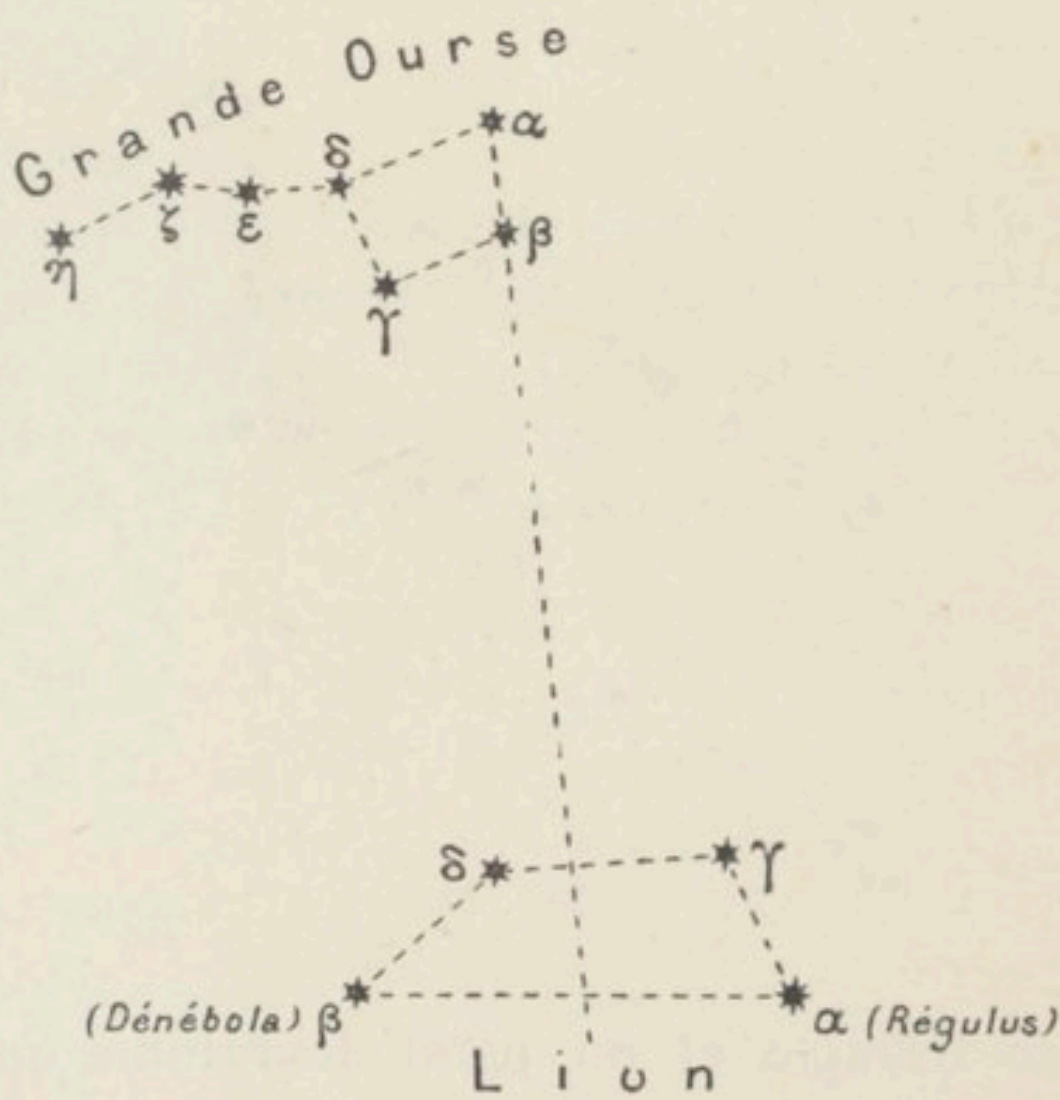 Grande Ourse
α
δ
β
ζ
ε
η
γ
δ
γ
(Dénébola) β
α (Régulus)
Lion